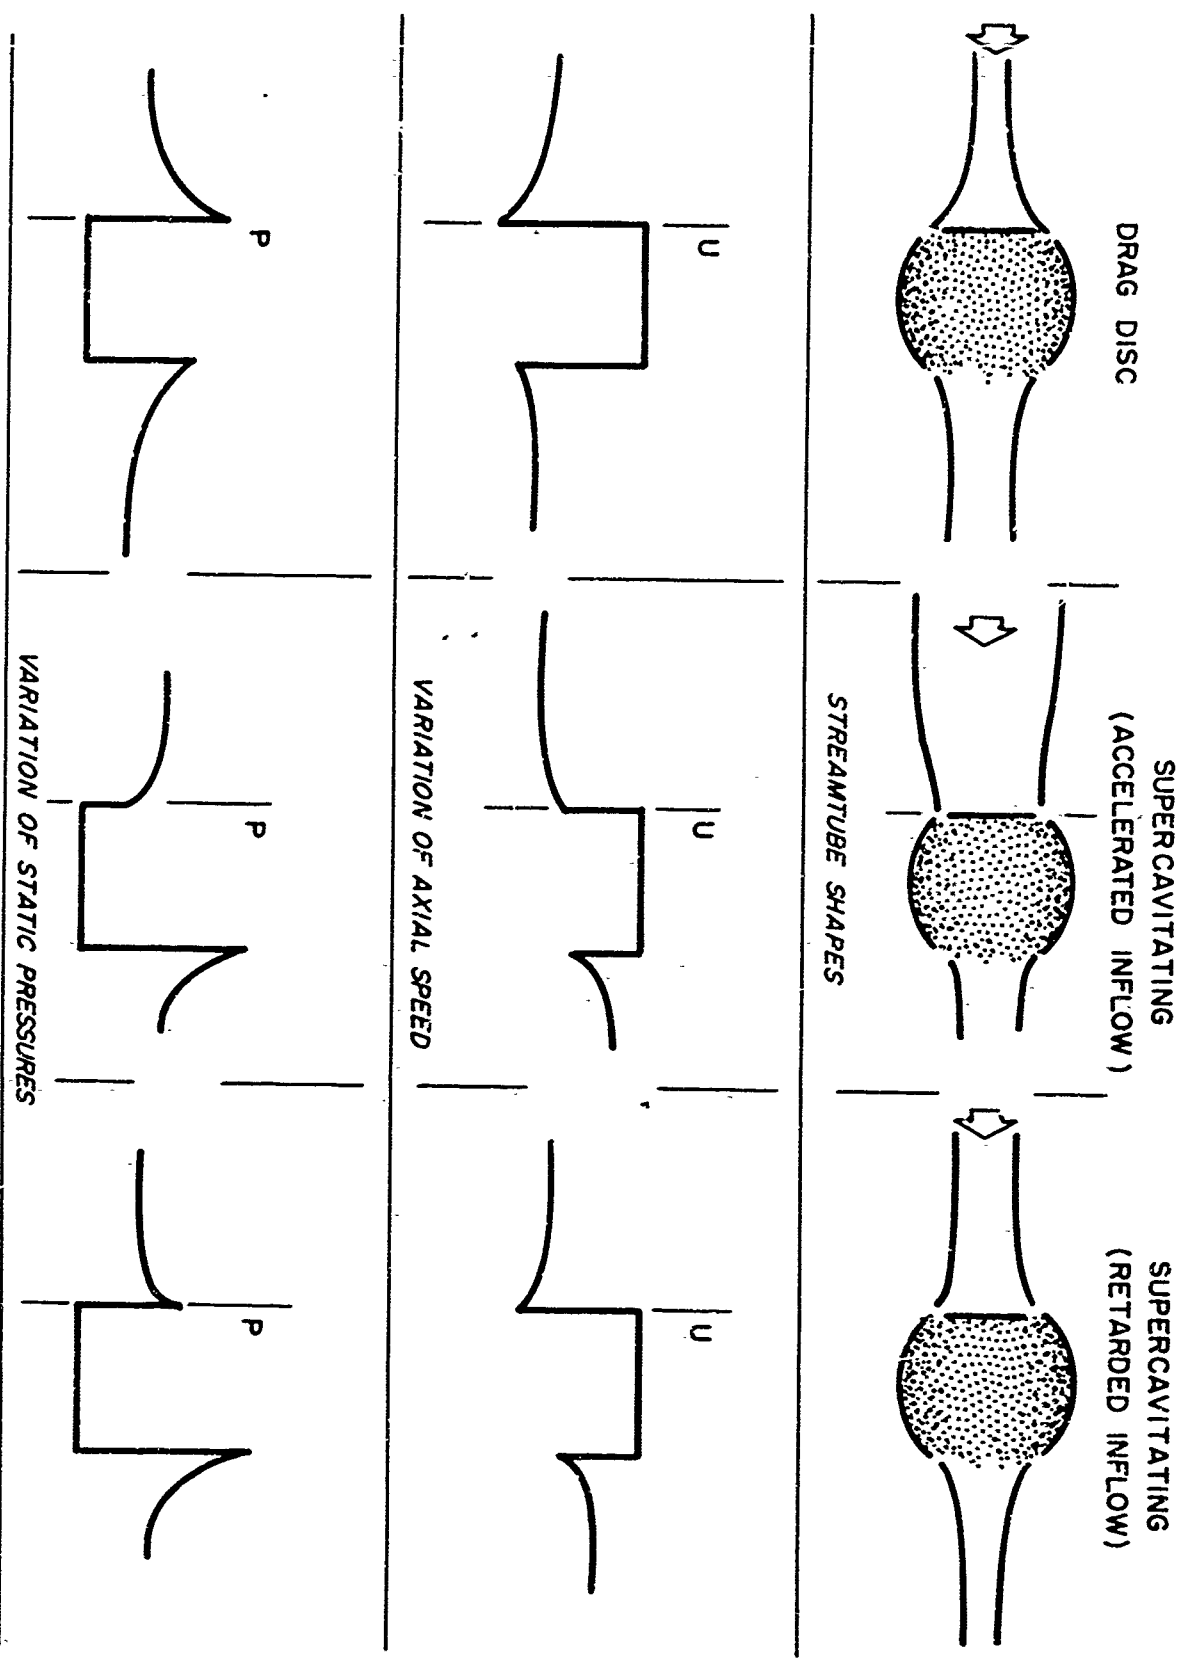 DRAG DISC
SUPERCAVITATING
(ACCELERATED INFLOW)
SUPERCAVITATING
(RETARDED INFLOW)
STREAMTUBE SHAPES
U
U
U
VARIATION OF AXIAL SPEED
P
P
P
VARIATION OF STATIC PRESSURES